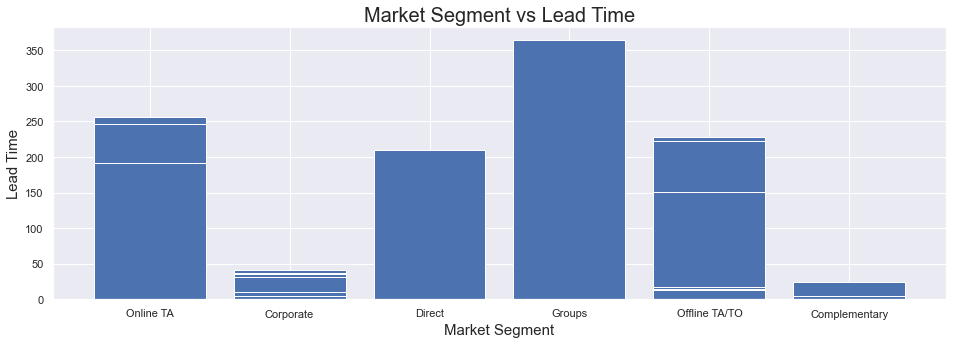 Market Segment vs Lead Time
350
300
250
200
150
100
50
0
Lead Time
Online TA
Corporate
Direct
Groups
Offline TA/TO
Complementary
Market Segment